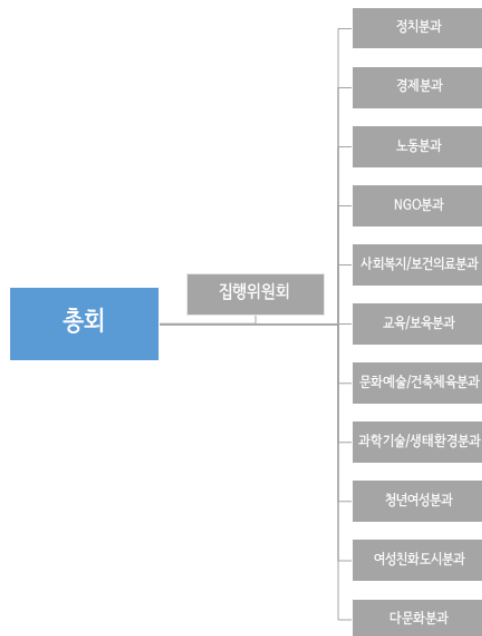 총회
집행위원회
정치분과
경제분과
노동분과
NGO분과
사회복지/보건의료분과
교육/보육분과
문화예술/건축체육분과
과학기술/생태환경분과
청년여성분과
여성친화도시분과
다문화분과